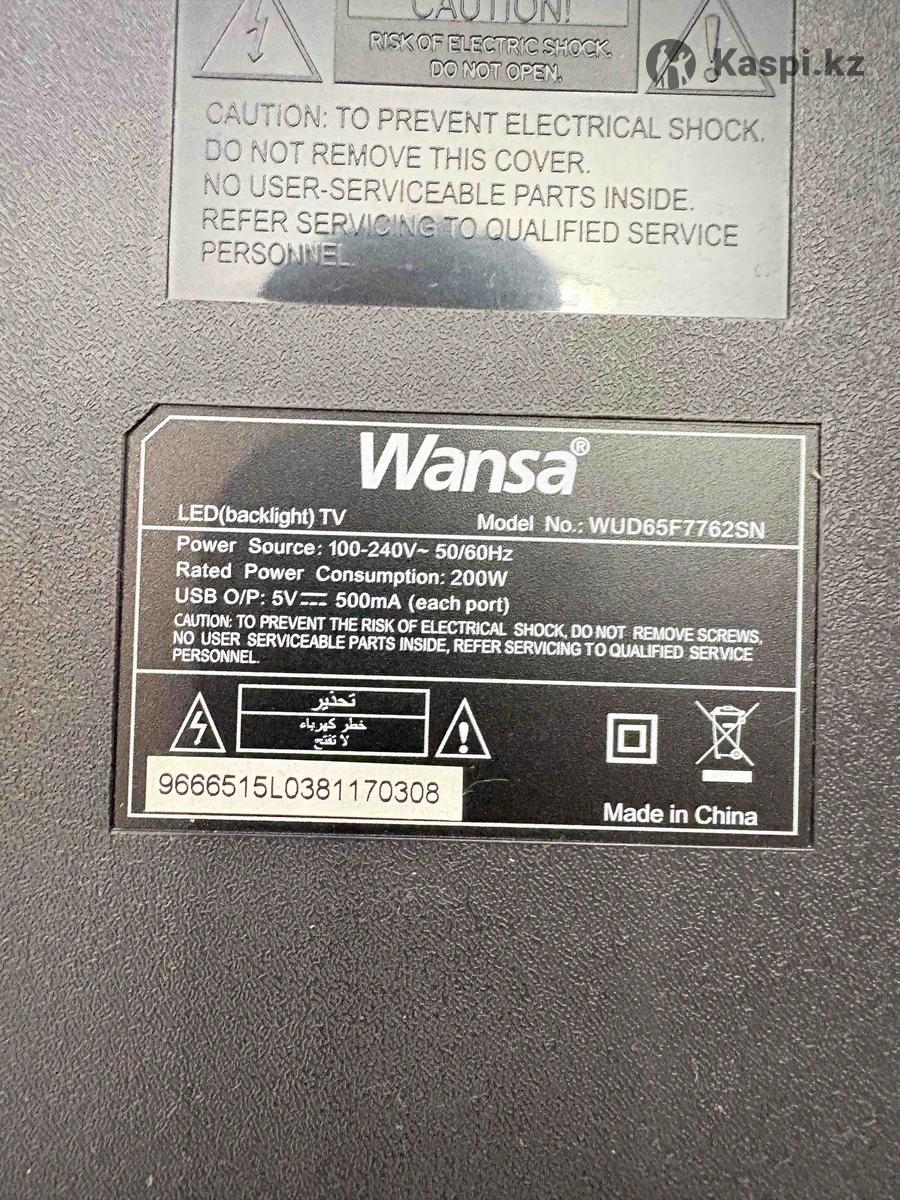 CAUTION!
RISK OF ELECTRIC SHOCK.
DO NOT OPEN.
Kaspi.kz
CAUTION: TO PREVENT ELECTRICAL SHOCK.
DO NOT REMOVE THIS COVER.
NO USER-SERVICEABLE PARTS INSIDE.
REFER SERVICING TO QUALIFIED SERVICE
PERSONNEL.
Wansa®
LED(backlight) TV
Model No.: WUD65F7762SN
Power Source: 100-240V~ 50/60Hz
Rated Power Consumption: 200W
USB O/P: 5V⎓ 500mA (each port)
CAUTION: TO PREVENT THE RISK OF ELECTRICAL SHOCK, DO NOT REMOVE SCREWS,
NO USER SERVICEABLE PARTS INSIDE, REFER SERVICING TO QUALIFIED SERVICE
PERSONNEL.
تحذير
خطر كهرباء
لا تفتح
9666515L0381170308
Made in China